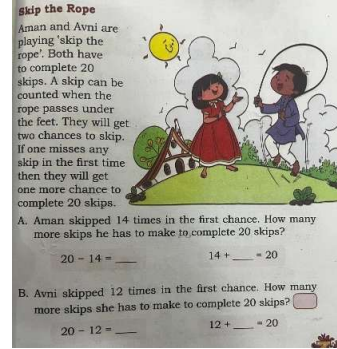 Skip the Rope
Aman and Avni are
playing 'skip the
rope'. Both have
to complete 20
skips. A skip can be
counted when the
rope passes under
the feet. They will get
two chances to skip.
If one misses any
skip in the first time
then they will get
one more chance to
complete 20 skips.
A. Aman skipped 14 times in the first chance. How many
more skips he has to make to complete 20 skips?
20 - 14 = ____ 14 + ____ = 20
B. Avni skipped 12 times in the first chance. How many
more skips she has to make to complete 20 skips?
20 - 12 = ____ 12 + ____ = 20